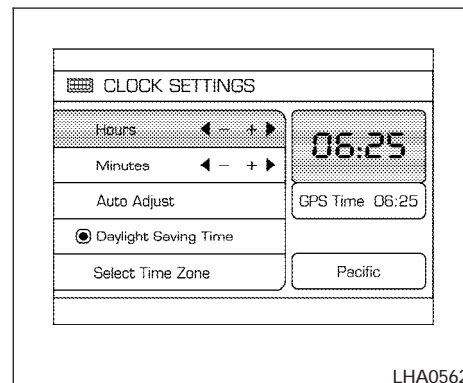 CLOCK SETTINGS
Hours ◀ - + ▶
06:25
Minutes ◀ - + ▶
Auto Adjust
GPS Time 06:25
Daylight Saving Time
Select Time Zone
Pacific
LHA0562